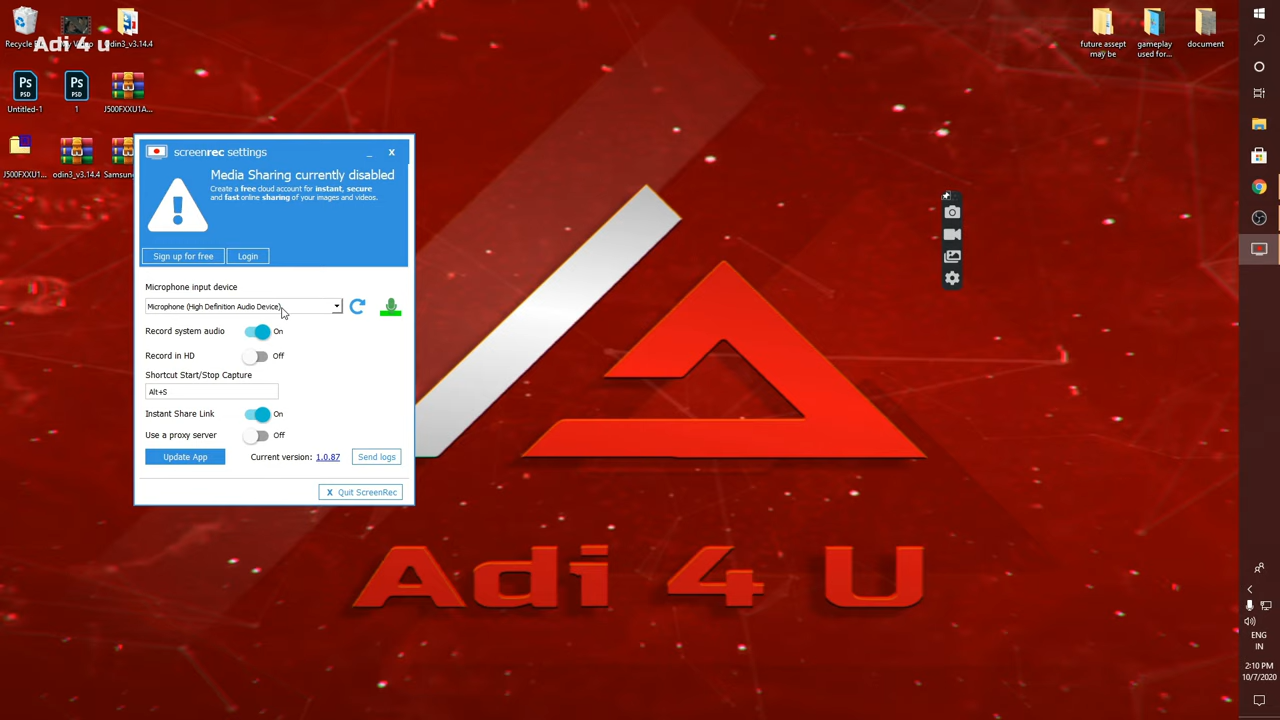 Adi 4 u
odin3_v3.14.4
Untitled-1
1
J500FXXU1A...
J500FXXU1...
odin3_v3.14.4
Samsung
future assept
may be
gameplay
used for...
document
screenrec settings
Media Sharing currently disabled
Create a free cloud account for instant, secure
and fast online sharing of your images and videos.
Sign up for free
Login
Microphone input device
Microphone (High Definition Audio Device)
Record system audio
On
Record in HD
Off
Shortcut Start/Stop Capture
Alt+S
Instant Share Link
On
Use a proxy server
Off
Update App
Current version: 1.0.87
Send logs
X Quit ScreenRec
Adi 4 U
ENG
IN
2:10 PM
10/7/2020